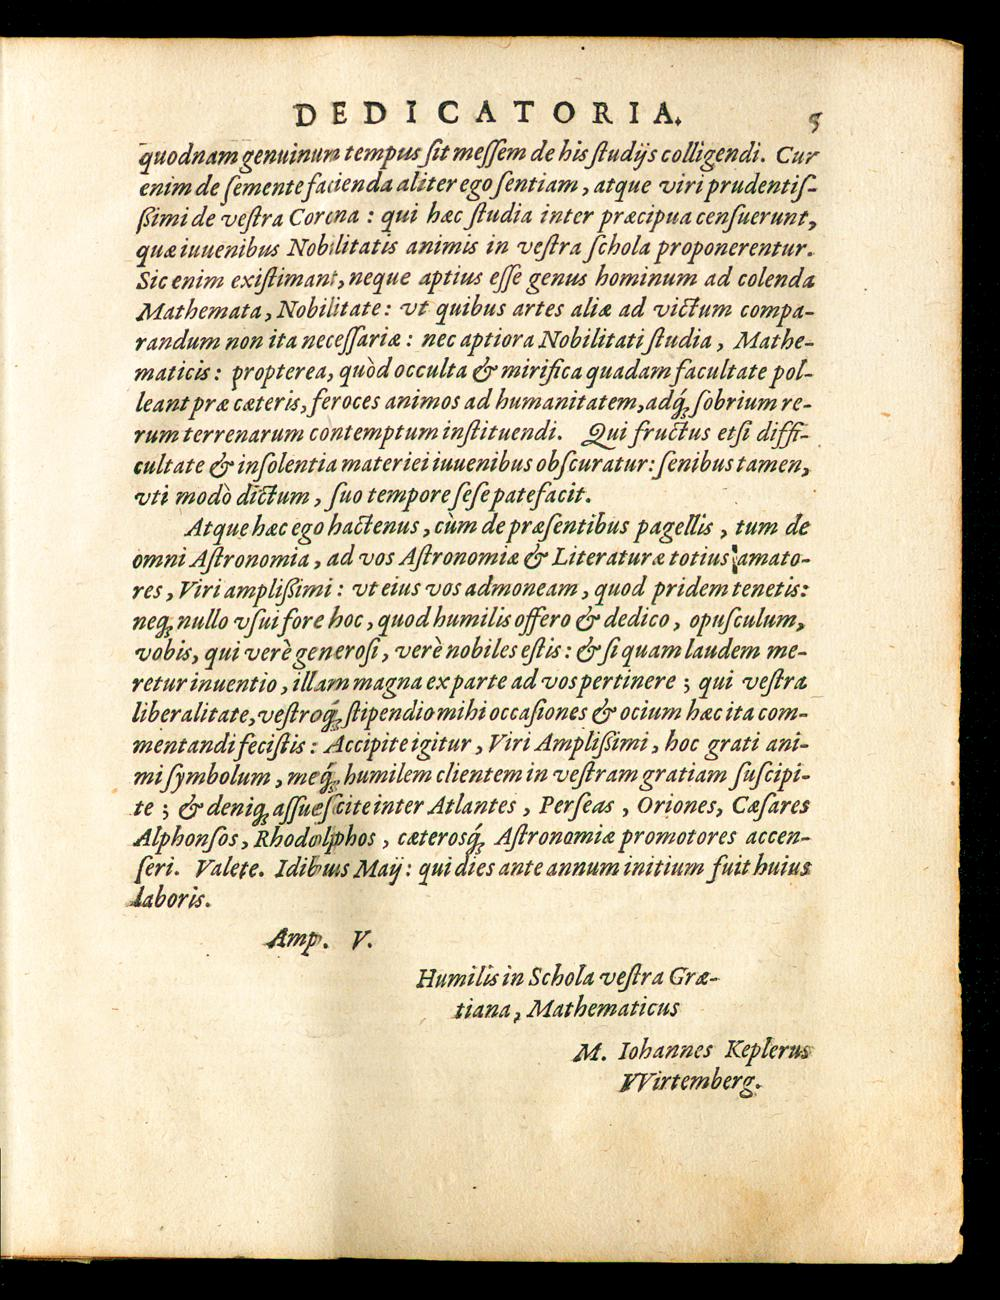 DEDICATORIA. 5
quodnam genuinum tempus ſit meſſem de his ſtudijs colligendi. Cur
enim de ſemente facienda aliter ego ſentiam, atque viri prudentiſ-
ſimi de veſtra Corona : qui hæc ſtudia inter præcipua cenſuerunt,
quæ iuuenibus Nobilitatis animis in veſtra ſchola proponerentur.
Sic enim exiſtimant, neque aptius eſſe genus hominum ad colenda
Mathemata, Nobilitate: vt quibus artes aliæ ad victum compa-
randum non ita neceſſariæ : nec aptiora Nobilitati ſtudia, Mathe-
maticis : propterea, quòd occulta & mirifica quadam facultate pol-
leant præ cæteris, feroces animos ad humanitatem, adq́; ſobrium re-
rum terrenarum contemptum inſtituendi. Qui fructus etſi diffi-
cultate & inſolentia materiei iuuenibus obſcuratur: ſenibus tamen,
vti modò dictum, ſuo tempore ſeſe patefacit.
Atque hæc ego hactenus, cùm de præſentibus pagellis, tum de
omni Aſtronomia, ad vos Aſtronomiæ & Literaturæ totius amato-
res, Viri ampliſſimi : vt eius vos admoneam, quod pridem tenetis:
neq; nullo vſui fore hoc, quod humilis offero & dedico, opuſculum,
vobis, qui verè generoſi, verè nobiles eſtis : & ſi quam laudem me-
retur inuentio, illam magna ex parte ad vos pertinere ; qui veſtra
liberalitate, veſtroq́; ſtipendio mihi occaſiones & ocium hæc ita com-
mentandi feciſtis : Accipite igitur, Viri Ampliſſimi, hoc grati ani-
mi ſymbolum, meq́; humilem clientem in veſtram gratiam ſuſcipi-
te ; & deniq; aſſueſcite inter Atlantes, Perſeas, Oriones, Cæſares
Alphonſos, Rhodolphos, cæterosq́; Aſtronomiæ promotores accen-
ſeri. Valete. Idibus Maij: qui dies ante annum initium fuit huius
laboris.
Amp. V.
Humilis in Schola veſtra Græ-
tiana, Mathematicus
M. Iohannes Keplerus
VVirtemberg.